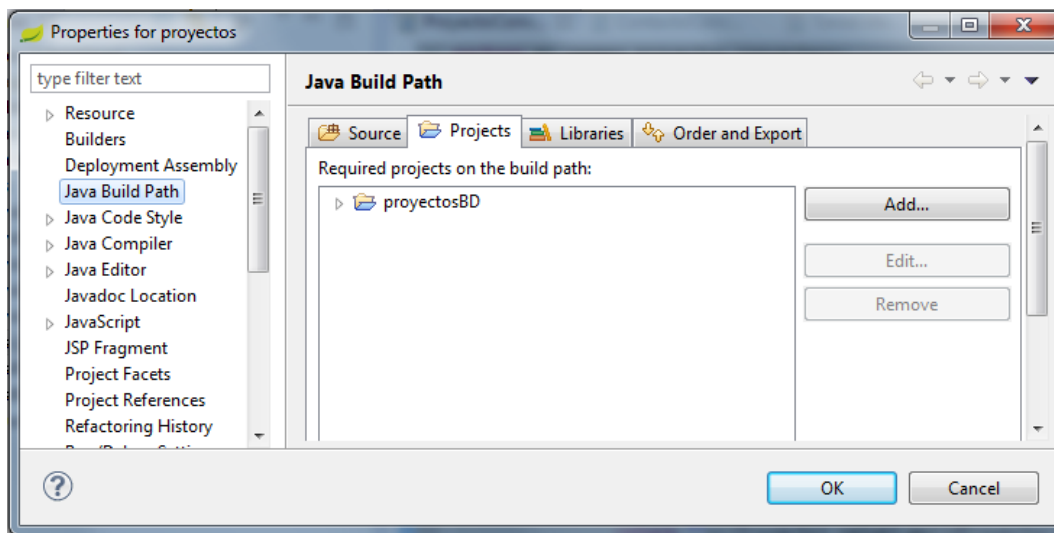 Properties for proyectos
type filter text
Resource
Builders
Deployment Assembly
Java Build Path
Java Code Style
Java Compiler
Java Editor
Javadoc Location
JavaScript
JSP Fragment
Project Facets
Project References
Refactoring History
Java Build Path
Source Projects Libraries Order and Export
Required projects on the build path:
proyectosBD
Add...
Edit...
Remove
OK Cancel